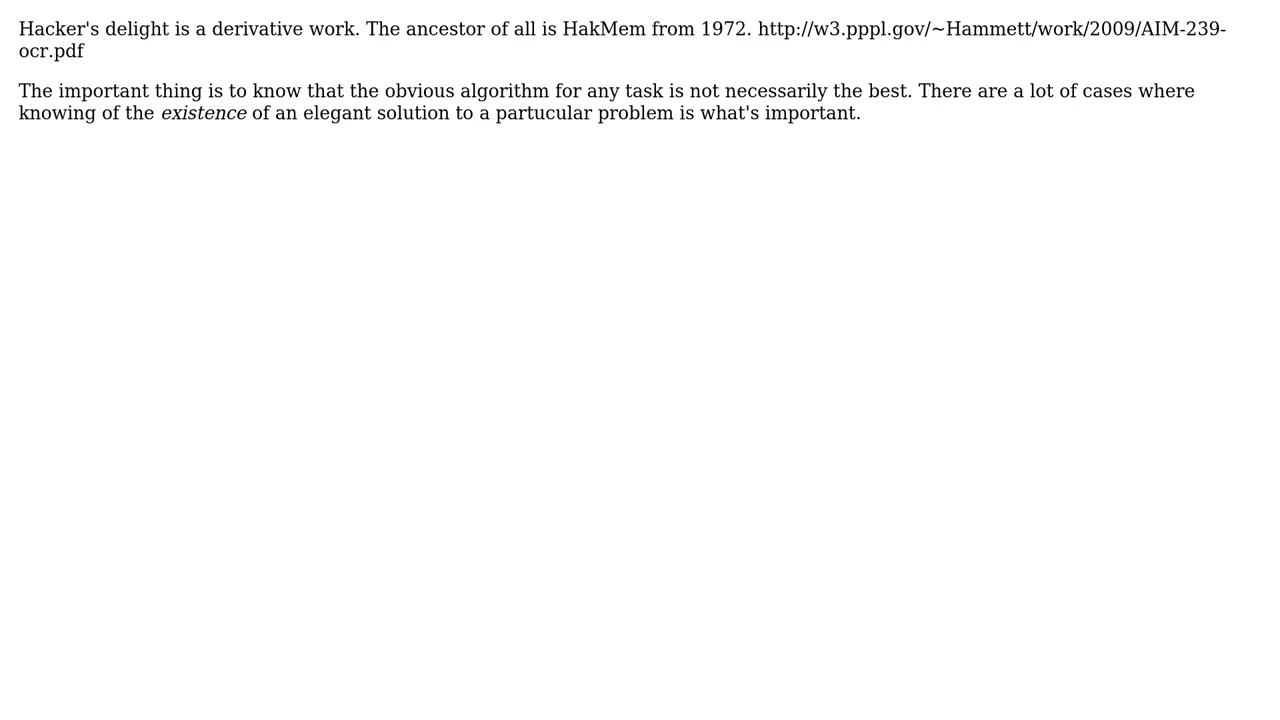 Hacker's delight is a derivative work. The ancestor of all is HakMem from 1972. http://w3.pppl.gov/~Hammett/work/2009/AIM-239-
ocr.pdf
The important thing is to know that the obvious algorithm for any task is not necessarily the best. There are a lot of cases where
knowing of the existence of an elegant solution to a partucular problem is what's important.